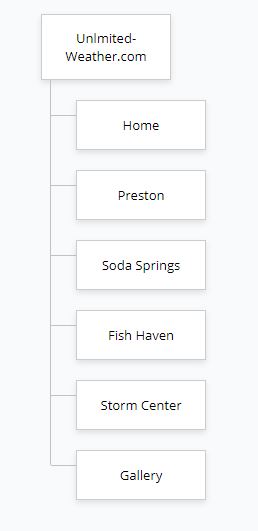 Unlmited-
Weather.com
Home
Preston
Soda Springs
Fish Haven
Storm Center
Gallery